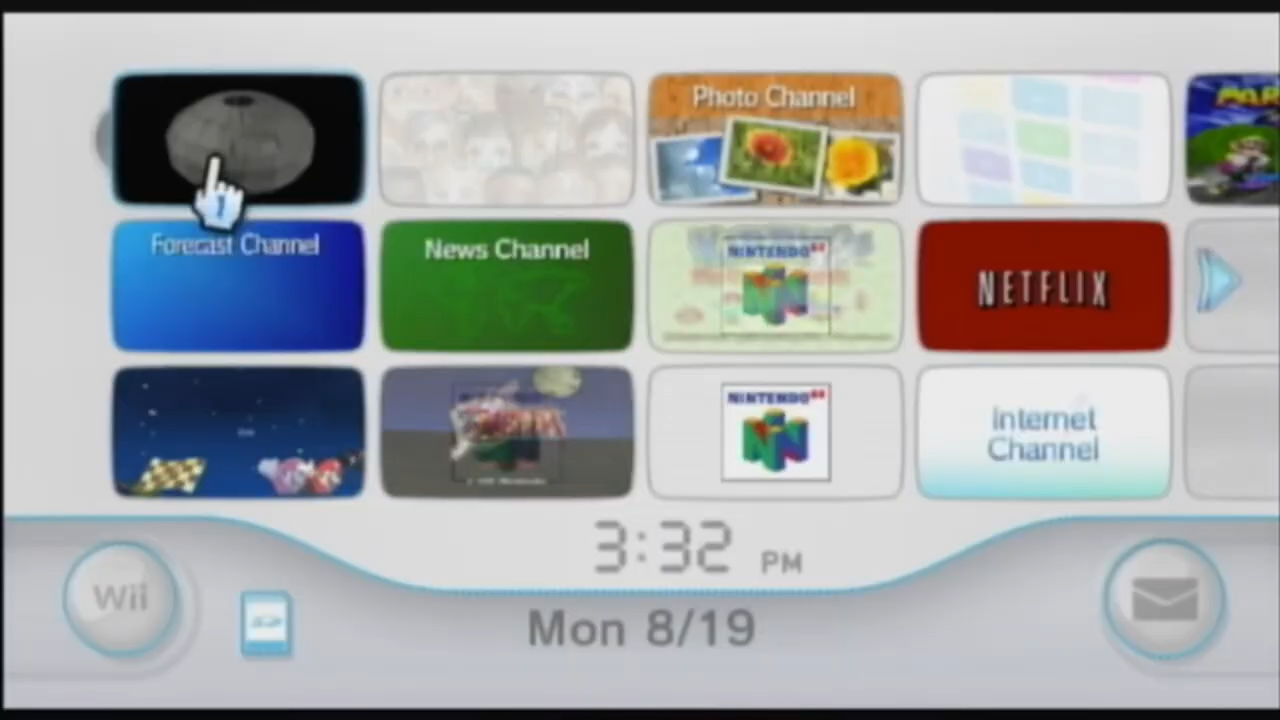 Photo Channel
Forecast Channel
News Channel
NINTENDO 64
NETFLIX
NINTENDO 64
Internet
Channel
3:32 PM
Wii
Mon 8/19
1